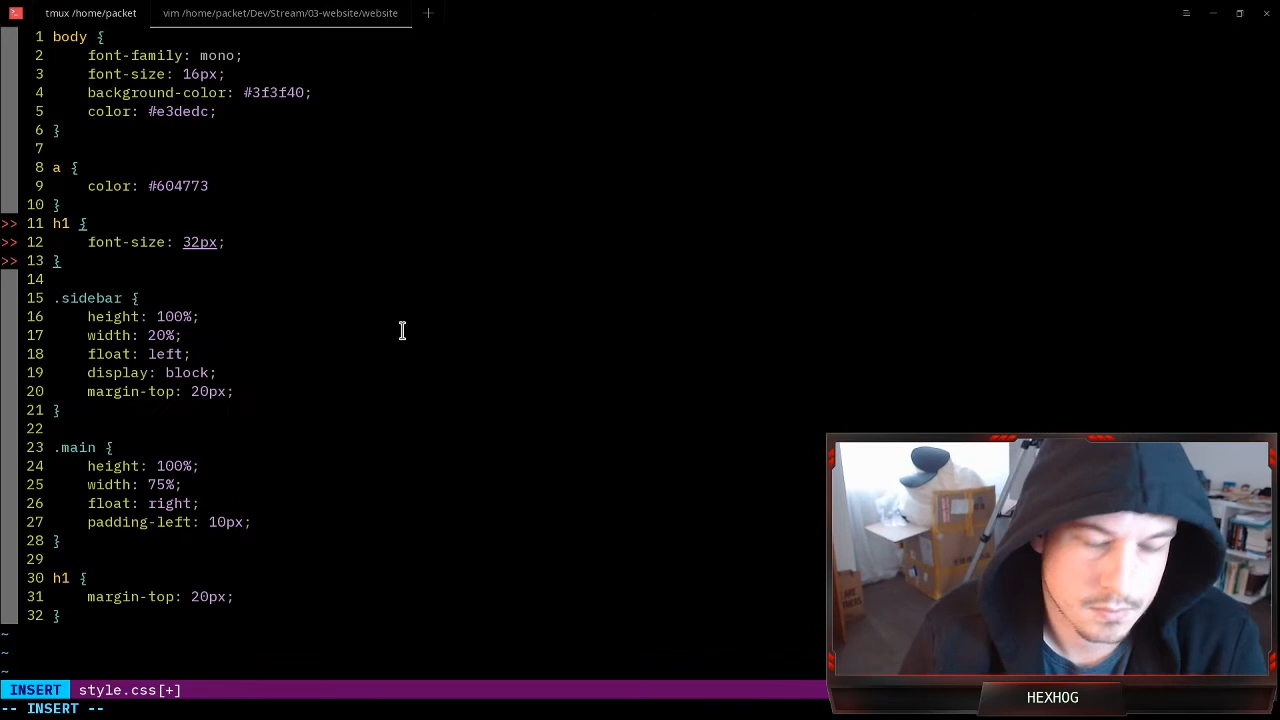 tmux /home/packet
vim /home/packet/Dev/Stream/03-website/website
1 body {
2 font-family: mono;
3 font-size: 16px;
4 background-color: #3f3f40;
5 color: #e3dedc;
6 }
7
8 a {
9 color: #604773
10 }
>> 11 h1 {
>> 12 font-size: 32px;
>> 13 }
14
15 .sidebar {
16 height: 100%;
17 width: 20%;
18 float: left;
19 display: block;
20 margin-top: 20px;
21 }
22
23 .main {
24 height: 100%;
25 width: 75%;
26 float: right;
27 padding-left: 10px;
28 }
29
30 h1 {
31 margin-top: 20px;
32 }
~
~
~
INSERT style.css[+]
-- INSERT --
ARE
HEXHOG